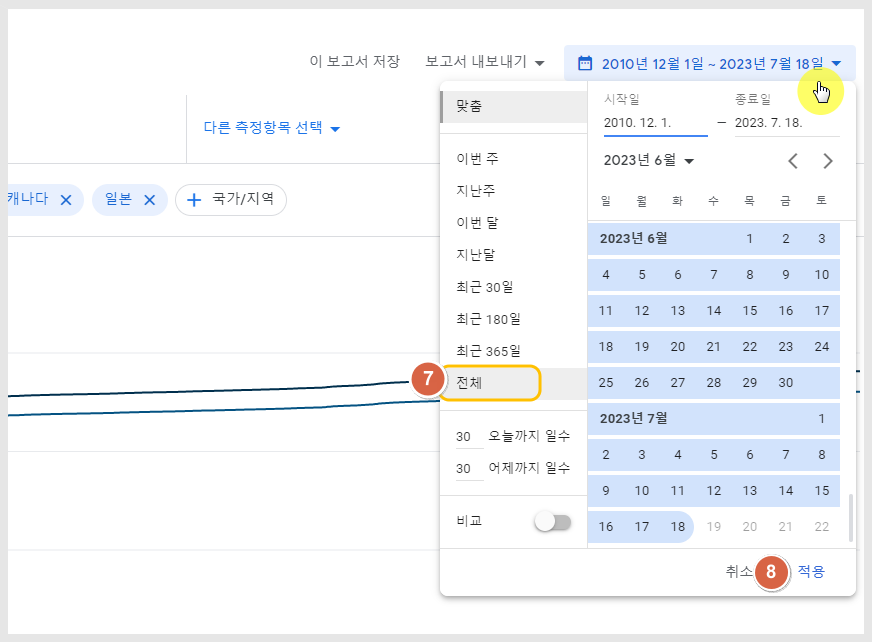 이 보고서 저장 보고서 내보내기 2010년 12월 1일 ~ 2023년 7월 18일
다른 측정항목 선택
캐나다 일본 국가/지역
맞춤
이번 주
지난주
이번 달
지난달
최근 30일
최근 180일
최근 365일
7 전체
30 오늘까지 일수
30 어제까지 일수
비교
시작일 종료일
2010. 12. 1. – 2023. 7. 18.
2023년 6월
일 월 화 수 목 금 토
2023년 6월 1 2 3
4 5 6 7 8 9 10
11 12 13 14 15 16 17
18 19 20 21 22 23 24
25 26 27 28 29 30
2023년 7월 1
2 3 4 5 6 7 8
9 10 11 12 13 14 15
16 17 18 19 20 21 22
취소 8 적용